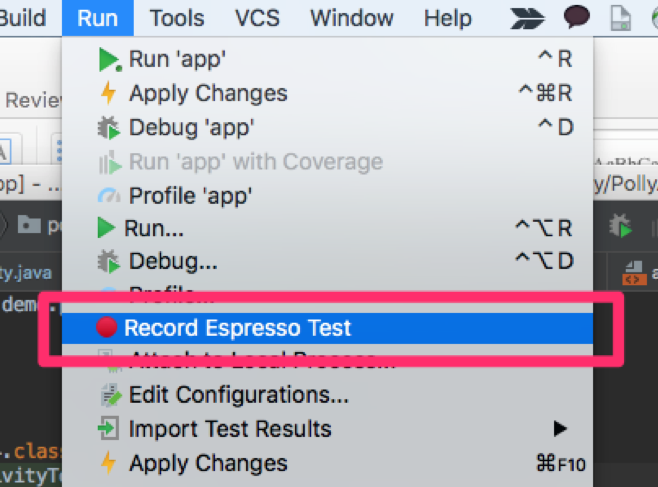 Build Run Tools VCS Window Help
Run 'app' ^ R
Review
Apply Changes ^⌘R
Debug 'app' ^ D
Run 'app' with Coverage
AaBbCc
pp] - ... Profile 'app' y/Polly/
Run... ^⌥R
ty.java Debug... ^⌥D
demo. Profile...
Record Espresso Test
Attach to Local Process...
Edit Configurations...
Import Test Results ▶
.class Apply Changes ⌘F10
ivityTe